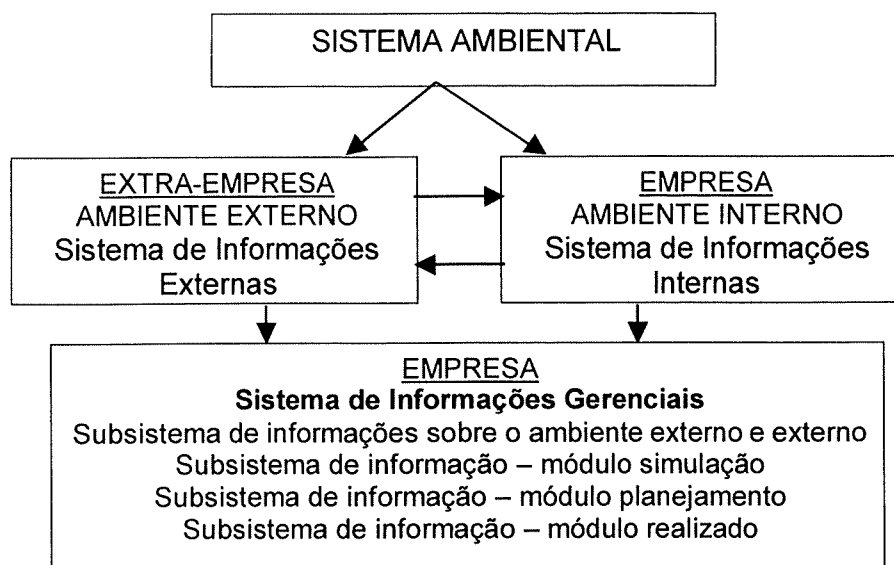 SISTEMA AMBIENTAL
EXTRA-EMPRESA
AMBIENTE EXTERNO
Sistema de Informações
Externas
EMPRESA
AMBIENTE INTERNO
Sistema de Informações
Internas
EMPRESA
Sistema de Informações Gerenciais
Subsistema de informações sobre o ambiente externo e externo
Subsistema de informação – módulo simulação
Subsistema de informação – módulo planejamento
Subsistema de informação – módulo realizado